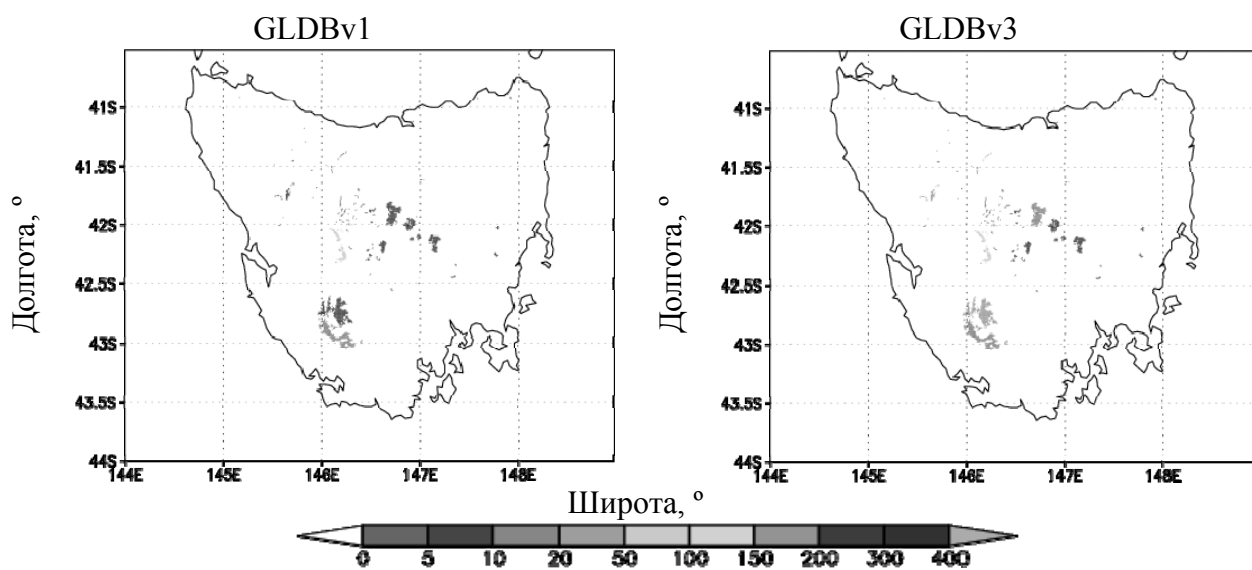 GLDBv1 GLDBv3
41S 41S
41.5S 41.5S
42S 42S
42.5S 42.5S
43S 43S
43.5S 43.5S
44S 44S
Долгота, º Долгота, º
144E 145E 146E 147E 148E 144E 145E 146E 147E 148E
Широта, º
0 5 10 20 50 100 150 200 300 400